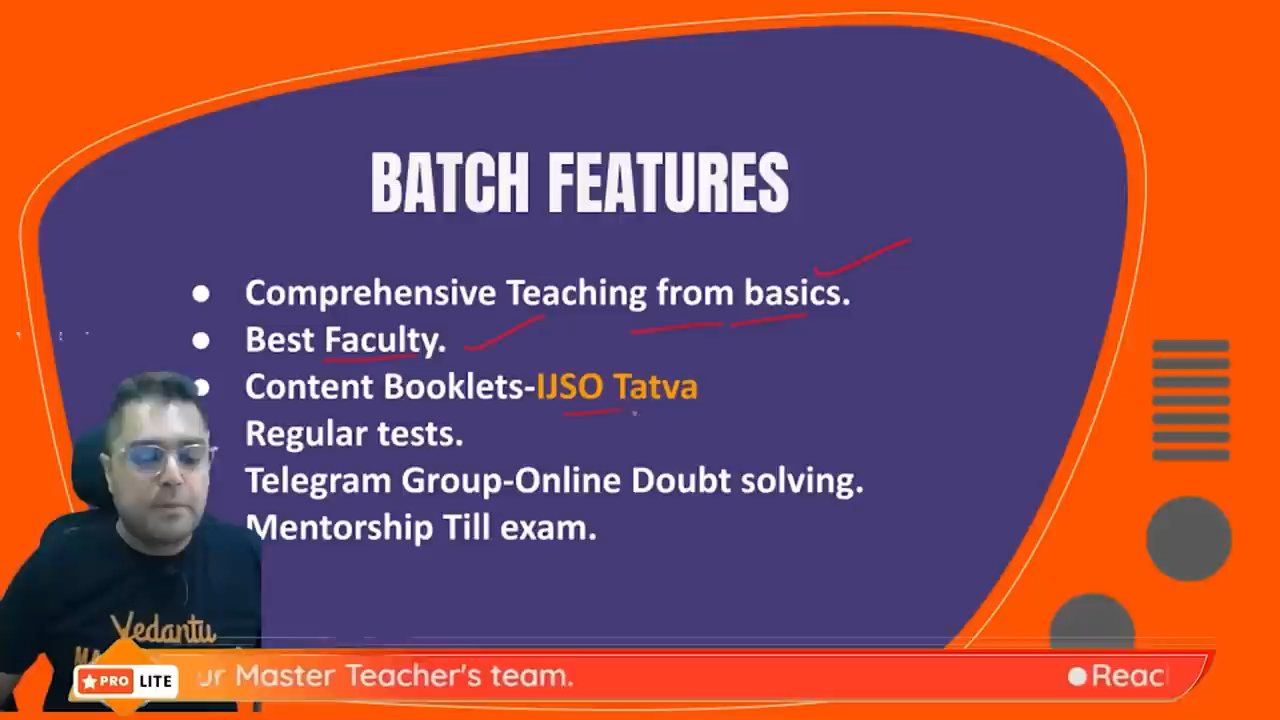 BATCH FEATURES
● Comprehensive Teaching from basics.
● Best Faculty.
● Content Booklets-IJSO Tatva
Regular tests.
Telegram Group-Online Doubt solving.
Mentorship Till exam.
Vedantu
PRO LITE
ur Master Teacher's team. ●Reac